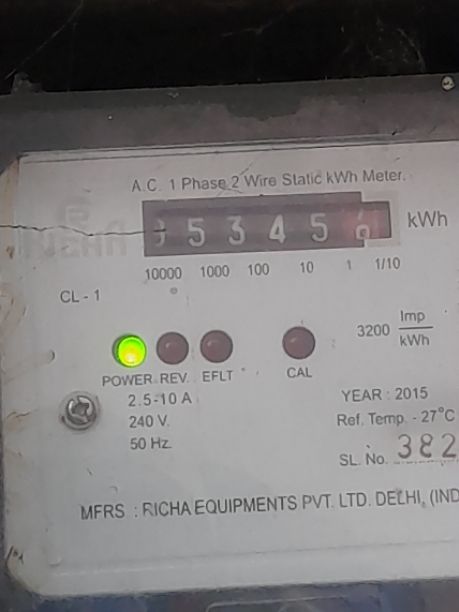 A.C. 1 Phase 2 Wire Static kWh Meter.
5 3 4 5 6 kWh
10000 1000 100 10 1 1/10
CL - 1
3200 Imp/kWh
POWER REV. EFLT CAL
2.5-10 A
240 V.
50 Hz.
YEAR : 2015
Ref. Temp. - 27°C
SL. No. 382
MFRS : RICHA EQUIPMENTS PVT. LTD. DELHI, (IND